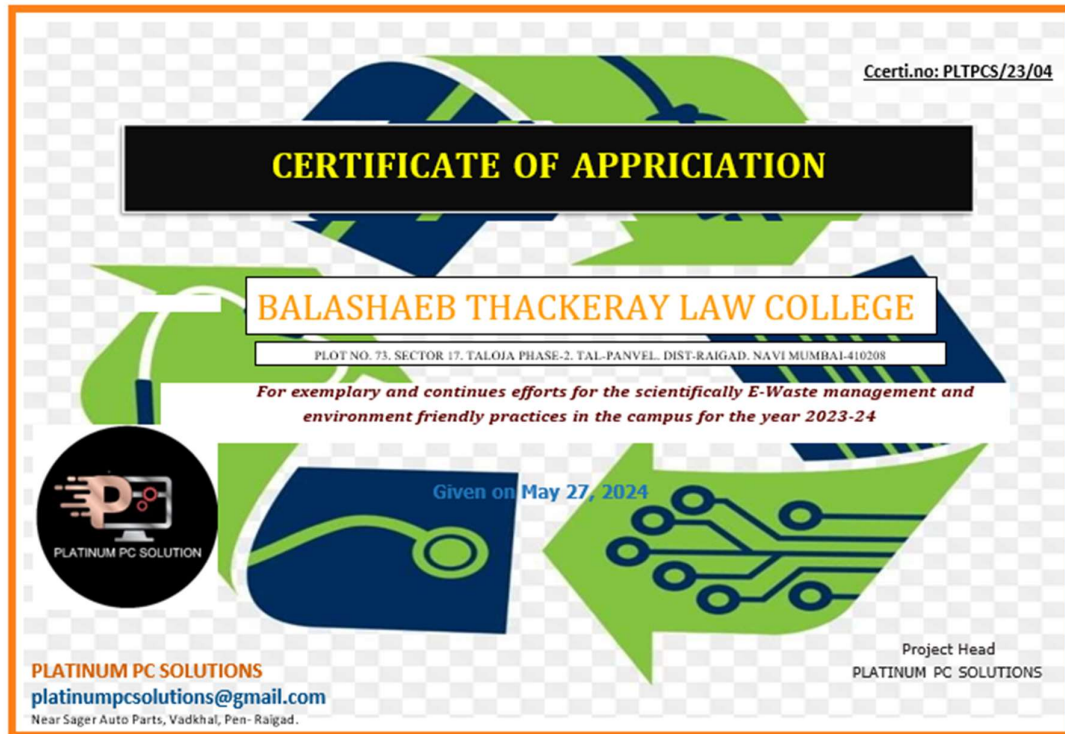 Ccerti.no: PLTPCS/23/04
CERTIFICATE OF APPRICIATION
BALASHAEB THACKERAY LAW COLLEGE
PLOT NO. 73. SECTOR 17. TALOJA PHASE-2. TAL-PANVEL. DIST-RAIGAD. NAVI MUMBAI-410208
For exemplary and continues efforts for the scientifically E-Waste management and
environment friendly practices in the campus for the year 2023-24
Given on May 27, 2024
P
PLATINUM PC SOLUTION
Project Head
PLATINUM PC SOLUTIONS
PLATINUM PC SOLUTIONS
platinumpcsolutions@gmail.com
Near Sager Auto Parts, Vadkhal, Pen- Raigad.